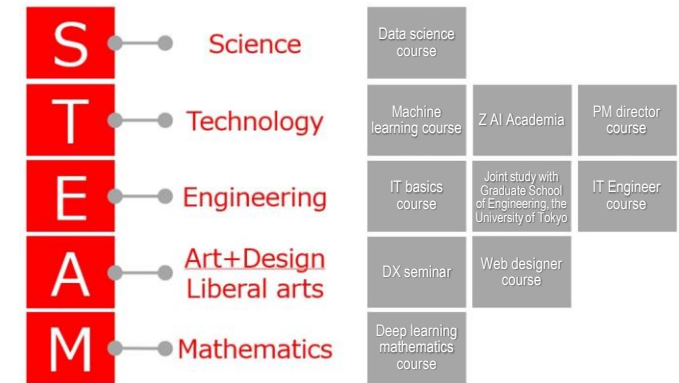 S
Science
Data science
course
T
Technology
Machine
learning course
Z AI Academia
PM director
course
E
Engineering
IT basics
course
Joint study with
Graduate School
of Engineering, the
University of Tokyo
IT Engineer
course
A
Art+Design
Liberal arts
DX seminar
Web designer
course
M
Mathematics
Deep learning
mathematics
course